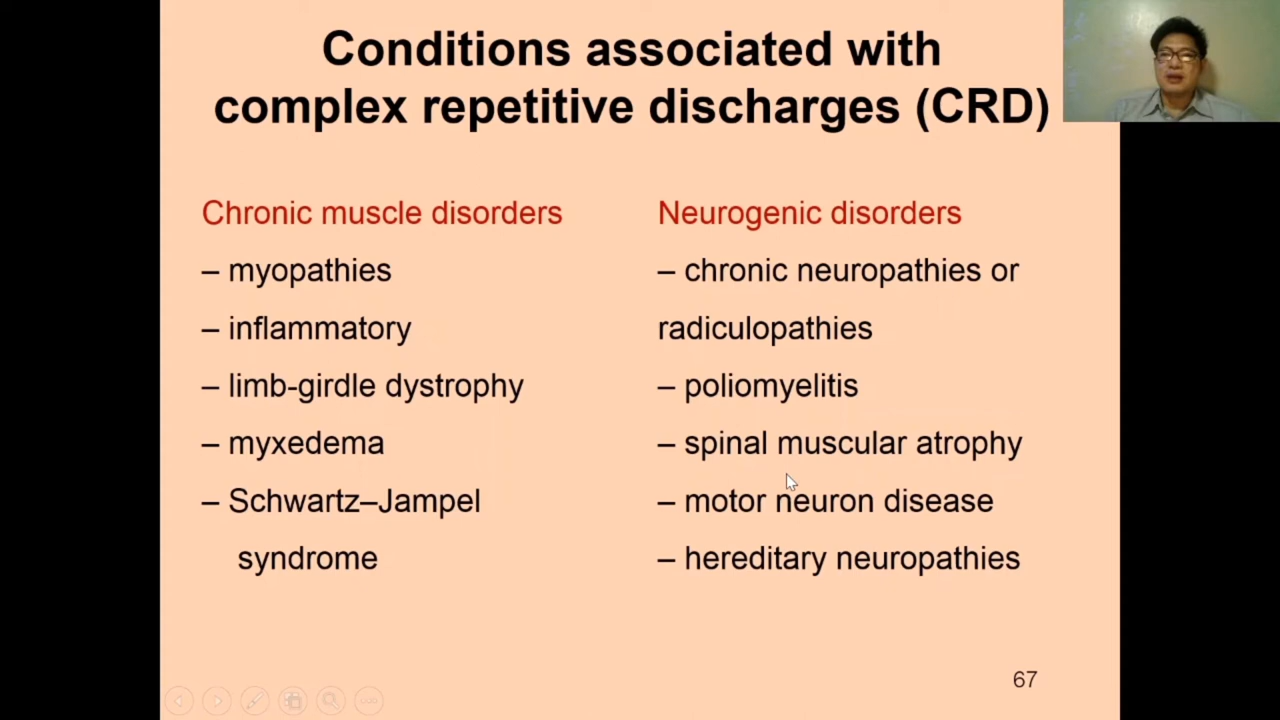 Conditions associated with
complex repetitive discharges (CRD)
Chronic muscle disorders
– myopathies
– inflammatory
– limb-girdle dystrophy
– myxedema
– Schwartz–Jampel
syndrome
Neurogenic disorders
– chronic neuropathies or
radiculopathies
– poliomyelitis
– spinal muscular atrophy
– motor neuron disease
– hereditary neuropathies
67